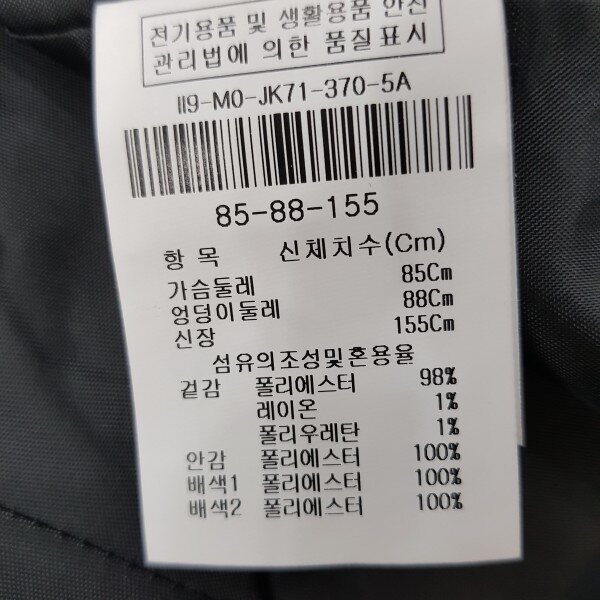 전기용품 및 생활용품 안전
관리법에 의한 품질표시
II9-M0-JK71-370-5A
85-88-155
항 목 신체치수(Cm)
가슴둘레 85Cm
엉덩이둘레 88Cm
신장 155Cm
섬유의조성및혼용율
겉감 폴리에스터 98%
레이온 1%
폴리우레탄 1%
안감 폴리에스터 100%
배색1 폴리에스터 100%
배색2 폴리에스터 100%